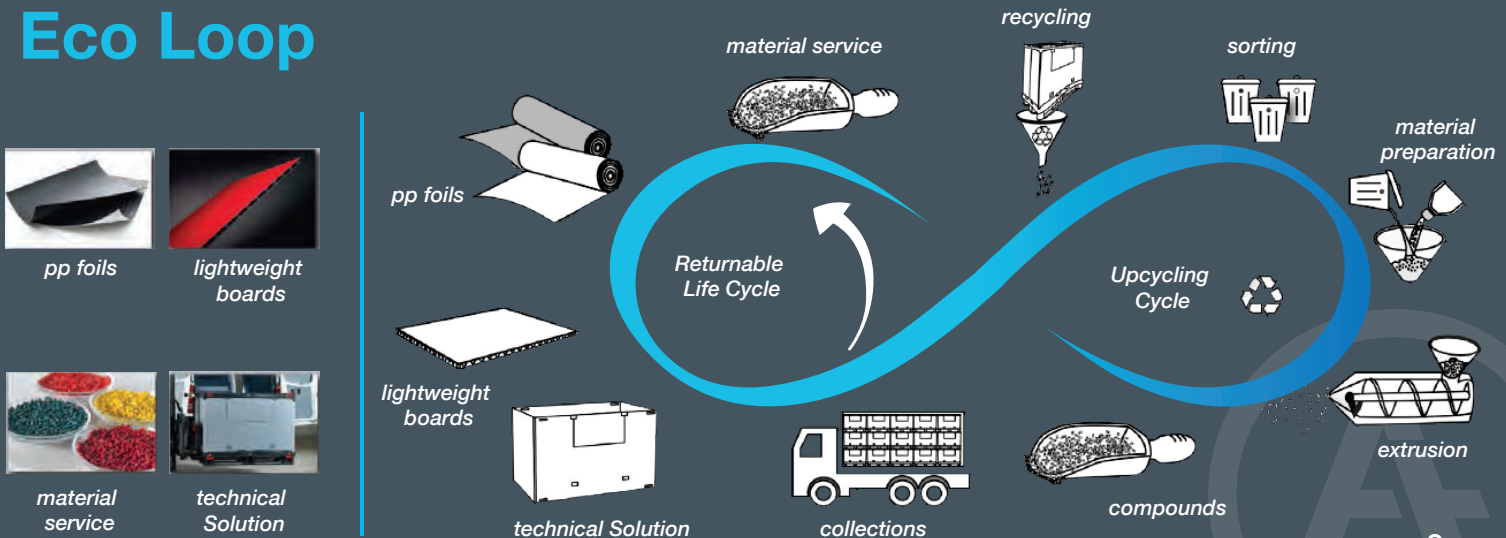 Eco Loop
pp foils
lightweight
boards
material
service
technical
Solution
material service
recycling
sorting
material
preparation
pp foils
Returnable
Life Cycle
Upcycling
Cycle
lightweight
boards
extrusion
compounds
technical Solution
collections